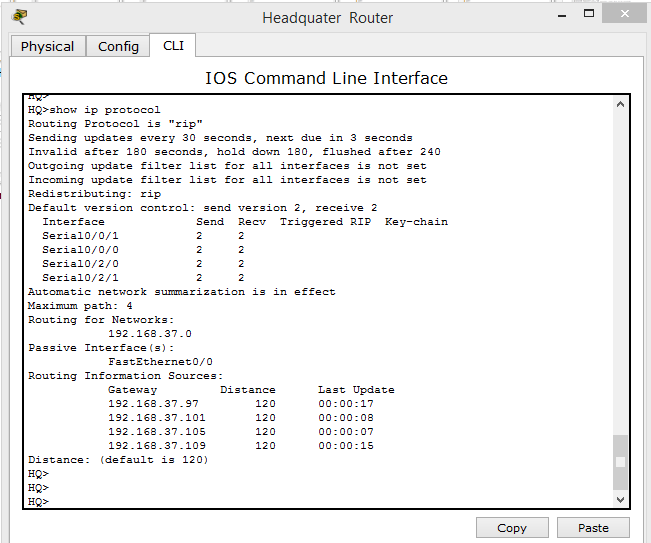 Headquater Router
Physical Config CLI
IOS Command Line Interface
HQ>
HQ>show ip protocol
Routing Protocol is "rip"
Sending updates every 30 seconds, next due in 3 seconds
Invalid after 180 seconds, hold down 180, flushed after 240
Outgoing update filter list for all interfaces is not set
Incoming update filter list for all interfaces is not set
Redistributing: rip
Default version control: send version 2, receive 2
Interface Send Recv Triggered RIP Key-chain
Serial0/0/1 2 2
Serial0/0/0 2 2
Serial0/2/0 2 2
Serial0/2/1 2 2
Automatic network summarization is in effect
Maximum path: 4
Routing for Networks:
192.168.37.0
Passive Interface(s):
FastEthernet0/0
Routing Information Sources:
Gateway Distance Last Update
192.168.37.97 120 00:00:17
192.168.37.101 120 00:00:08
192.168.37.105 120 00:00:07
192.168.37.109 120 00:00:15
Distance: (default is 120)
HQ>
HQ>
HQ>
Copy Paste